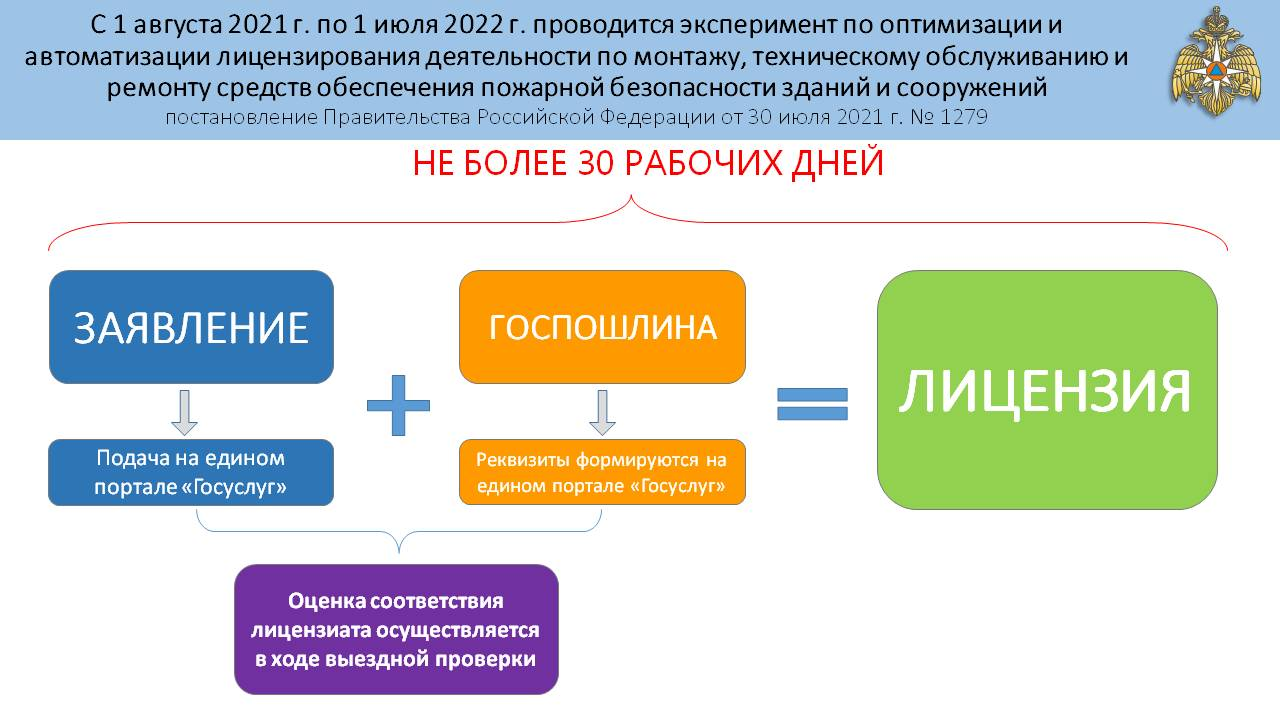 С 1 августа 2021 г. по 1 июля 2022 г. проводится эксперимент по оптимизации и
автоматизации лицензирования деятельности по монтажу, техническому обслуживанию и
ремонту средств обеспечения пожарной безопасности зданий и сооружений
постановление Правительства Российской Федерации от 30 июля 2021 г. № 1279
НЕ БОЛЕЕ 30 РАБОЧИХ ДНЕЙ
ЗАЯВЛЕНИЕ
ГОСПОШЛИНА
ЛИЦЕНЗИЯ
Подача на едином
портале «Госуслуг»
Реквизиты формируются на
едином портале «Госуслуг»
Оценка соответствия
лицензиата осуществляется
в ходе выездной проверки